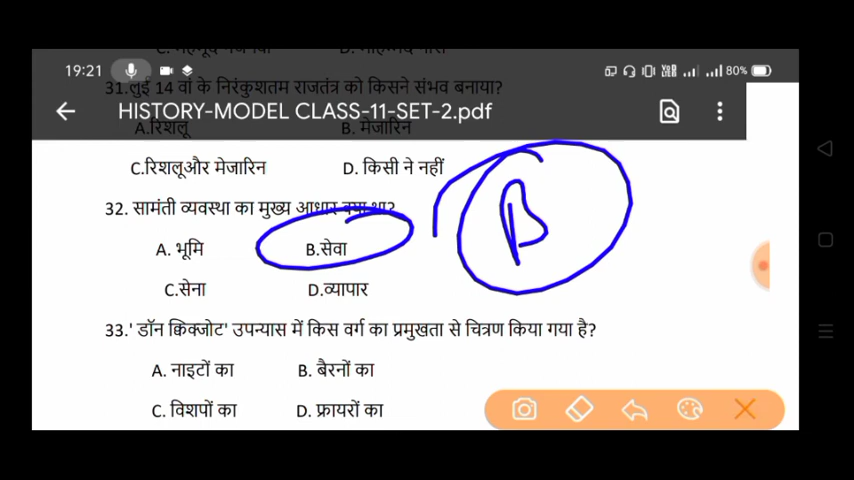 19:21 80%
31.लुई 14 वां के निरंकुशतम राजतंत्र को किसने संभव बनाया?
HISTORY-MODEL CLASS-11-SET-2.pdf
A.रिशलू B. मेजारिन
C.रिशलूऔर मेजारिन D. किसी ने नहीं
32. सामंती व्यवस्था का मुख्य आधार क्या था?
B
A. भूमि B.सेवा
C.सेना D.व्यापार
33.' डॉन क्विक्जोट' उपन्यास में किस वर्ग का प्रमुखता से चित्रण किया गया है?
A. नाइटों का B. बैरनों का
C. विशपों का D. फ्रायरों का